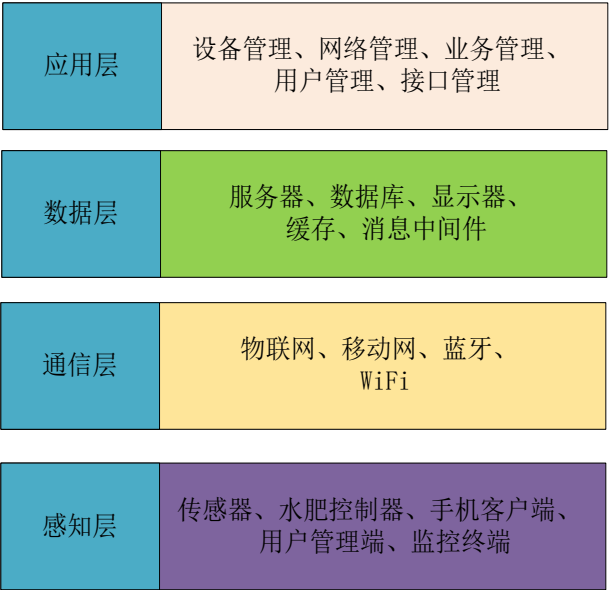 应用层
设备管理、网络管理、业务管理、
用户管理、接口管理
数据层
服务器、数据库、显示器、
缓存、消息中间件
通信层
物联网、移动网、蓝牙、
WiFi
感知层
传感器、水肥控制器、手机客户端、
用户管理端、监控终端